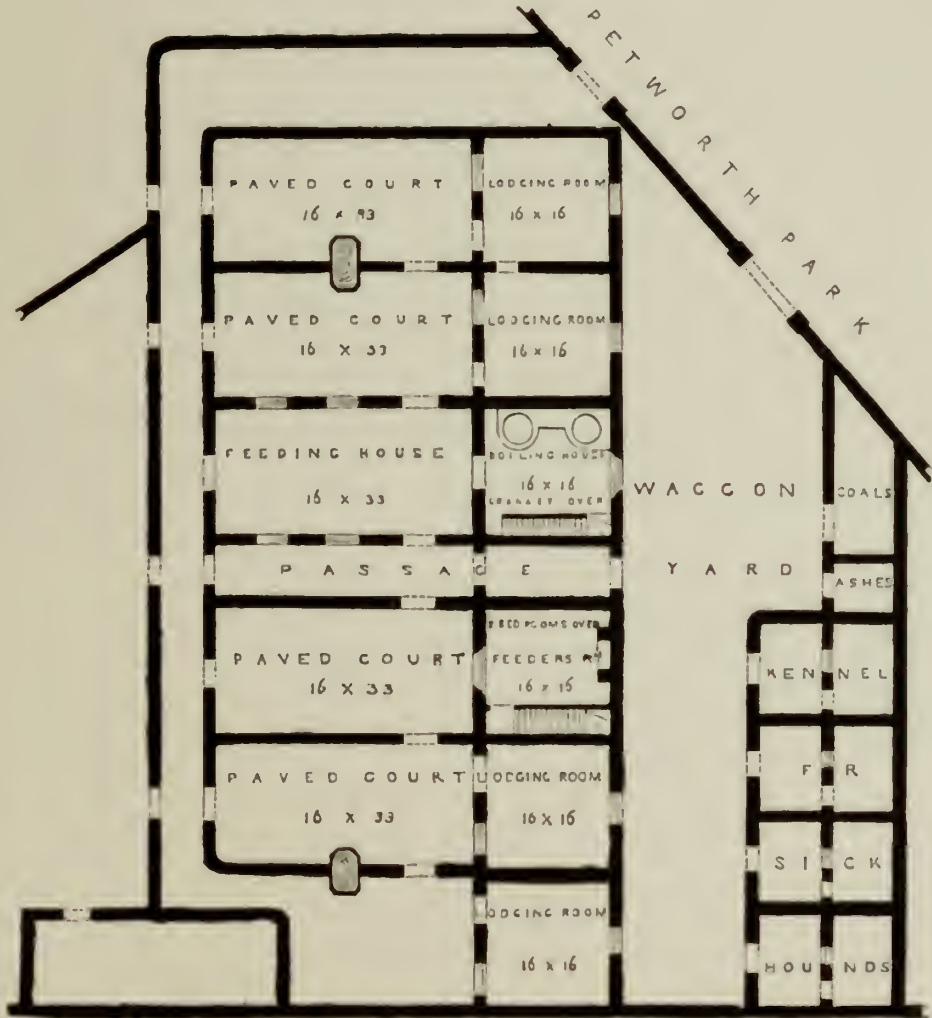 PETWORTH PARK
PAVED COURT
16 x 33
LODGING ROOM
16 x 16
PAVED COURT
16 X 33
LODGING ROOM
16 x 16
FEEDING HOUSE
16 x 33
BOILING HOUSE
16 x 16
GRANARY OVER
WAGGON
YARD
COALS
ASHES
PASSAGE
2 BED ROOMS OVER
PAVED COURT
16 X 33
FEEDERS RM
16 x 16
KENNEL
PAVED COURT
16 X 33
LODGING ROOM
16 X 16
F R
SICK
LODGING ROOM
16 x 16
HOUNDS